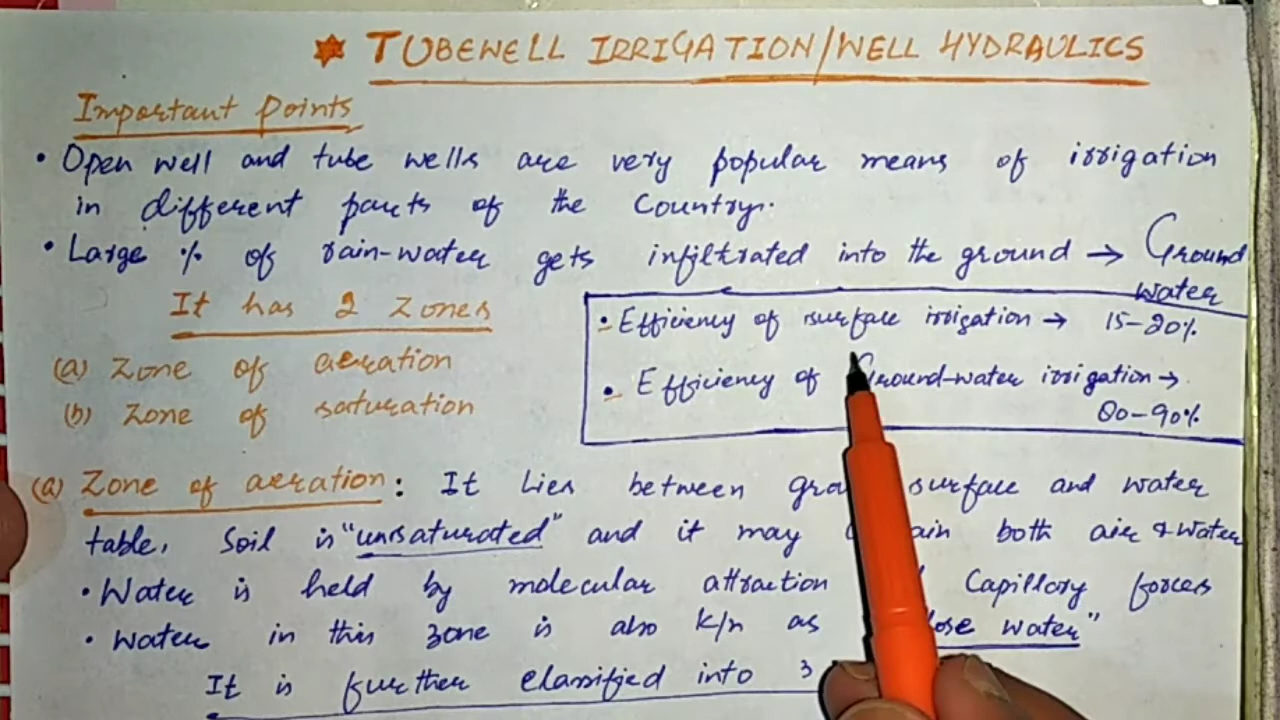 TUBEWELL IRRIGATION/WELL HYDRAULICS
Important Points
• Open well and tube wells are very popular means of irrigation
in different parts of the Country.
• Large % of rain-water gets infiltrated into the ground → Ground
water
It has 2 Zones
• Efficiency of surface irrigation → 15-20%
(a) Zone of aeration
• Efficiency of Ground-water irrigation →
80-90%
(b) Zone of saturation
(a) Zone of aeration : It lies between surface and water
table. Soil is "unsaturated" and it may both air & water
• Water is held by molecular attraction Capillory forces
• Water in this zone is also k/n as water"
It is further classified into 3